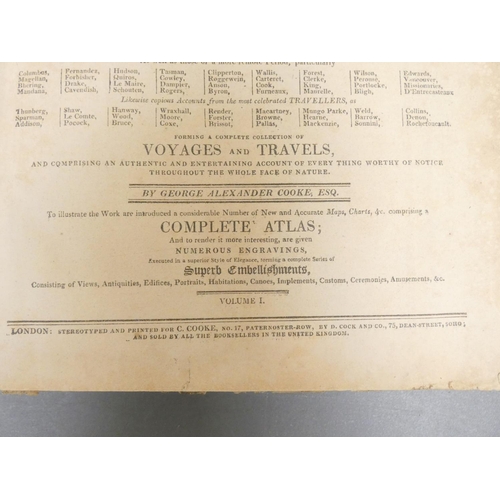 Columbus, Fernandez, Hudson, Tasman, Clipperton, Wallis, Forest, Wilson, Edwards,
Magellan, Forbisher, Quiros, Cowley, Roggewein, Carteret, Clerke, Penrose, Vancouver,
Bhering, Drake, Le Maire, Dampier, Anson, Cook, King, Portlocke, Missionaries,
Mandana, Cavendish, Schouten, Rogers, Byron, Verneaux, Marcelle, Bligh, D'Entrecasteaux
Likewise copious Accounts from the most celebrated TRAVELLERS, as
Thunberg, Shaw, Hanway, Wraxhall, Render, Macartney, Mungo Parke, Weld, Collins,
Sparman, Le Comte, Wood, Moore, Forster, Browne, Hearne, Barrow, Denon,
Addison, Pocock, Bruce, Coxe, Brissot, Pallas, Mackenzie, Sonnini, Rochefoucault.
FORMING A COMPLETE COLLECTION OF
VOYAGES AND TRAVELS,
AND COMPRISING AN AUTHENTIC AND ENTERTAINING ACCOUNT OF EVERY THING WORTHY OF NOTICE
THROUGHOUT THE WHOLE FACE OF NATURE.
BY GEORGE ALEXANDER COOKE, ESQ.
To illustrate the Work are introduced a considerable Number of New and Accurate Maps, Charts, &c. comprising a
COMPLETE ATLAS;
And to render it more interesting, are given
NUMEROUS ENGRAVINGS,
Executed in a superior Style of Elegance, forming a complete Series of
Superb Embellishments,
Consisting of Views, Antiquities, Edifices, Portraits, Habitations, Canoes, Implements, Customs, Ceremonies, Amusements, &c.
VOLUME I.
LONDON: STEREOTYPED AND PRINTED FOR C. COOKE, NO. 17, PATERNOSTER-ROW, BY D. COCK AND CO., 75, DEAN-STREET, SOHO;
AND SOLD BY ALL THE BOOKSELLERS IN THE UNITED KINGDOM.